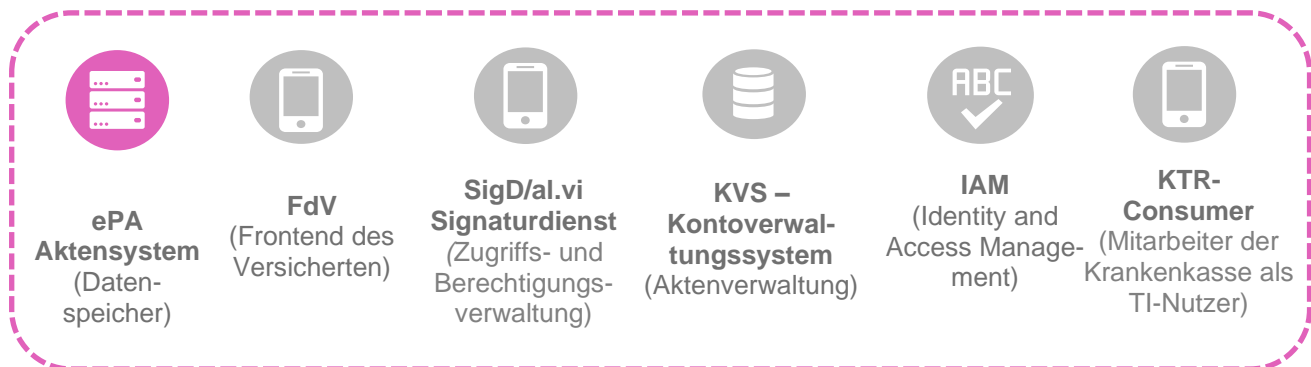 ABC
ePA
Aktensystem
(Daten-
speicher)
FdV
(Frontend des
Versicherten)
SigD/al.vi
Signaturdienst
(Zugriffs- und
Berechtigungs-
verwaltung)
KVS –
Kontoverwal-
tungssystem
(Aktenverwaltung)
IAM
(Identity and
Access Manage-
ment)
KTR-
Consumer
(Mitarbeiter der
Krankenkasse als
TI-Nutzer)